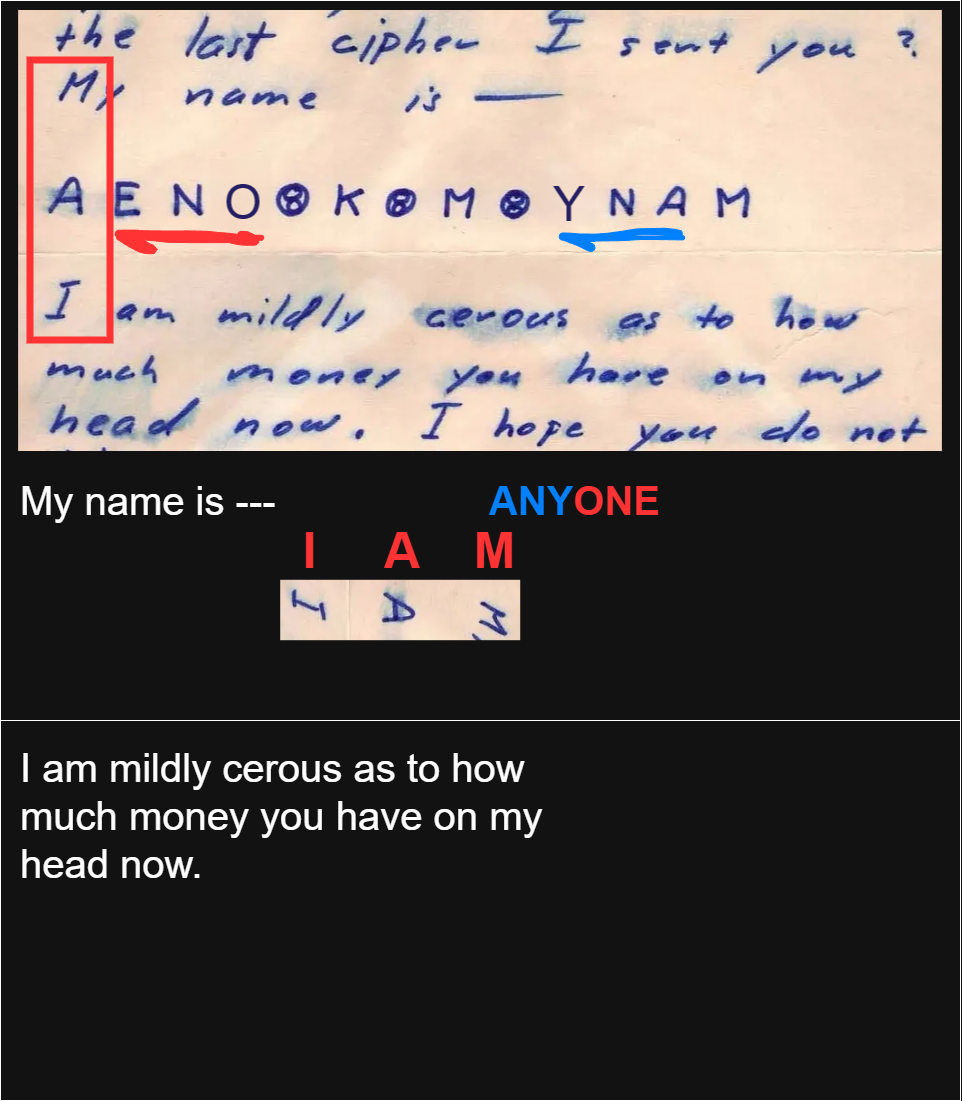 the last cipher I sent you ?
My name is —
A E N O ⊗ K ⊗ M ⊗ Y N A M
I am mildly cerous as to how
much money you have on my
head now. I hope you do not
My name is --- ANYONE
I A M
I A M
I am mildly cerous as to how
much money you have on my
head now.